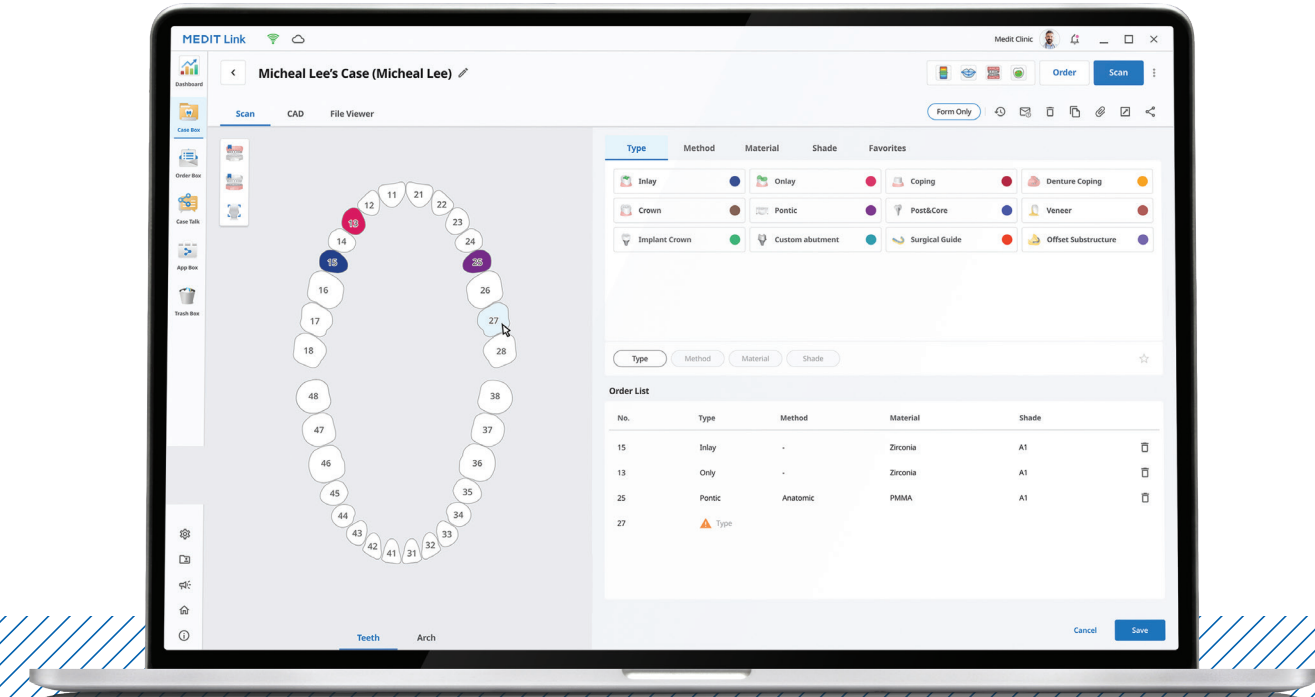 MEDIT Link
Medit Clinic
Dashboard
Case Box
Order Box
Case Talk
App Box
Trash Box
Micheal Lee's Case (Micheal Lee)
Order
Scan
Scan
CAD
File Viewer
Form Only
11
21
12
22
13
23
14
24
15
25
16
26
17
27
18
28
48
38
47
37
46
36
45
35
44
34
43
33
42
32
41
31
Teeth
Arch
Type
Method
Material
Shade
Favorites
Inlay
Onlay
Coping
Denture Coping
Crown
Pontic
Post&Core
Veneer
Implant Crown
Custom abutment
Surgical Guide
Offset Substructure
Type
Method
Material
Shade
Order List
No. Type Method Material Shade
15 Inlay - Zirconia A1
13 Only - Zirconia A1
25 Pontic Anatomic PMMA A1
27 Type
Cancel
Save